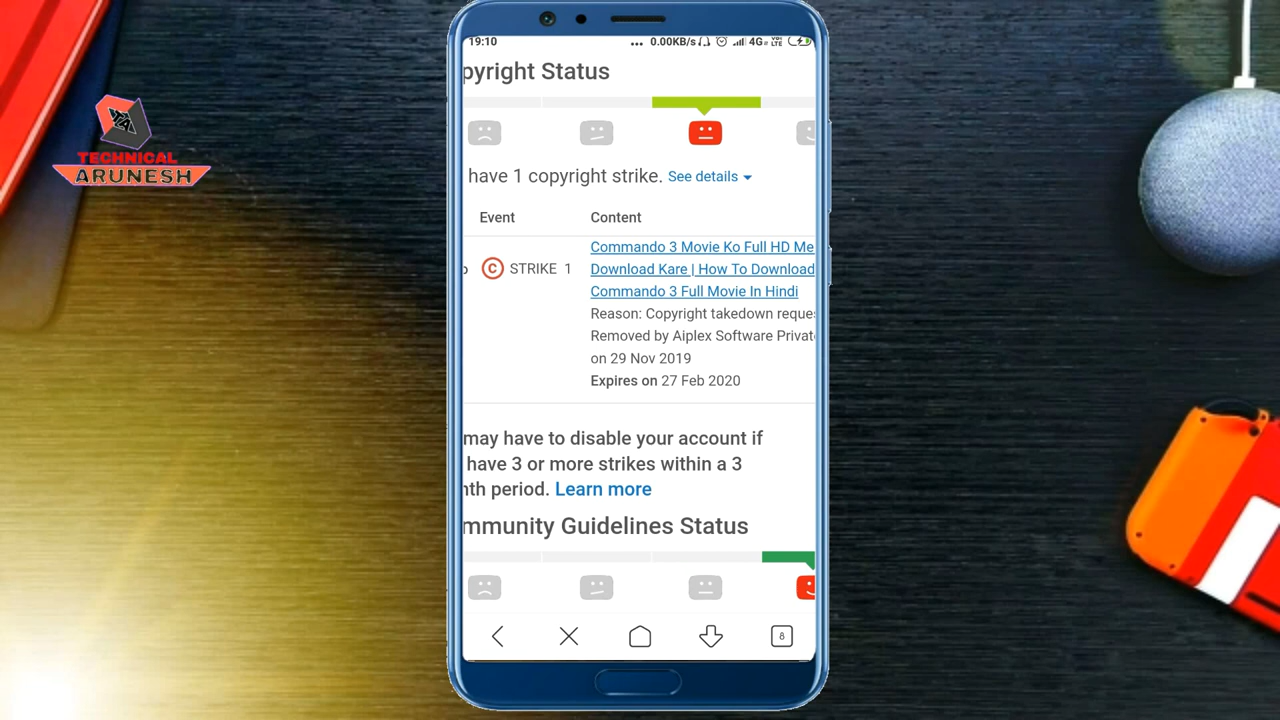 19:10
0.00KB/s
4G
VoLTE
TECHNICAL
ARUNESH
pyright Status
have 1 copyright strike. See details
Event Content
STRIKE 1
Commando 3 Movie Ko Full HD Me
Download Kare | How To Download
Commando 3 Full Movie In Hindi
Reason: Copyright takedown reque
Removed by Aiplex Software Privat
on 29 Nov 2019
Expires on 27 Feb 2020
may have to disable your account if
have 3 or more strikes within a 3
nth period. Learn more
mmunity Guidelines Status
8